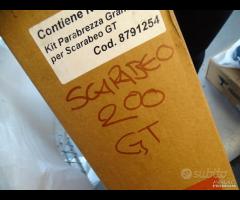 Contiene N
Kit Parabrezza Gran
per Scarabeo GT
Cod. 8791254
SCARABEO
200
GT
subito